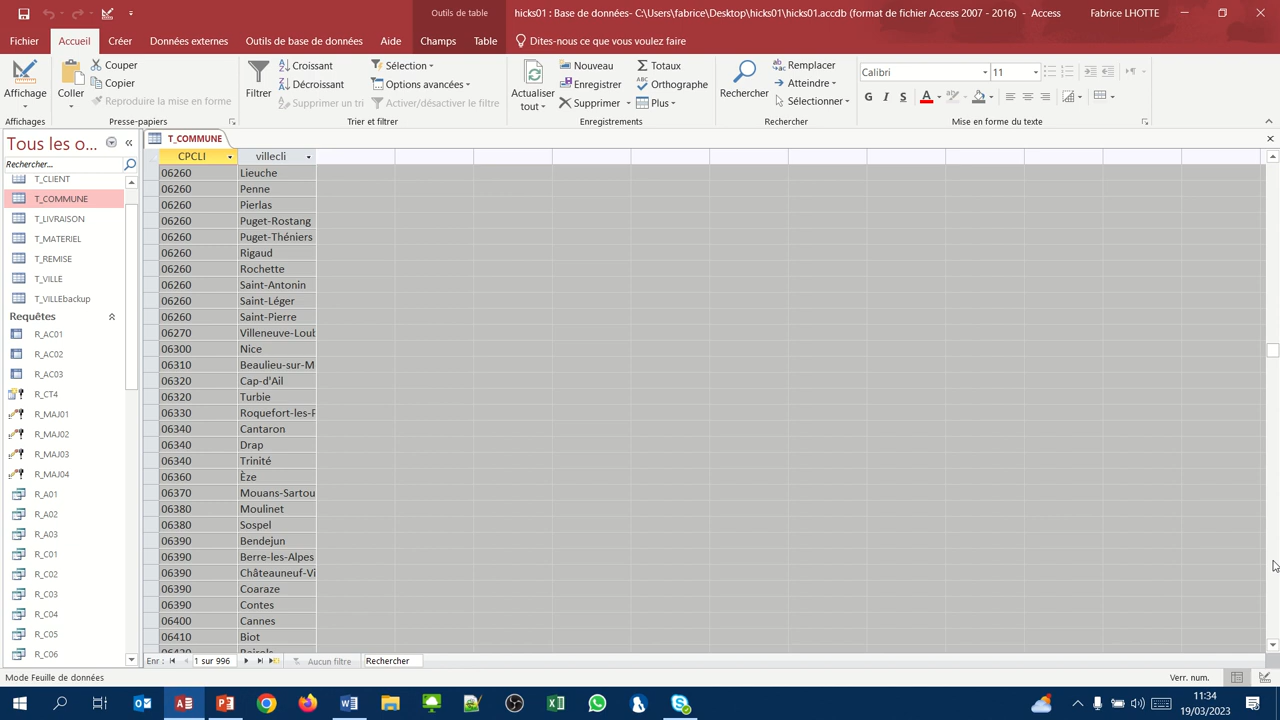 Outils de table
hicks01 : Base de données- C:\Users\fabrice\Desktop\hicks01\hicks01.accdb (format de fichier Access 2007 - 2016) - Access
Fabrice LHOTTE
Fichier Accueil Créer Données externes Outils de base de données Aide Champs Table Dites-nous ce que vous voulez faire
Affichage
Affichages
Coller
Couper
Copier
Reproduire la mise en forme
Presse-papiers
Filtrer
Croissant
Décroissant
Supprimer un tri
Sélection
Options avancées
Activer/désactiver le filtre
Trier et filtrer
Actualiser
tout
Nouveau
Enregistrer
Supprimer
Totaux
Orthographe
Plus
Enregistrements
Rechercher
Remplacer
Atteindre
Sélectionner
Rechercher
Calibri 11
G I S A
Mise en forme du texte
Tous les o...
Rechercher...
T_CLIENT
T_COMMUNE
T_LIVRAISON
T_MATERIEL
T_REMISE
T_VILLE
T_VILLEbackup
Requêtes
R_AC01
R_AC02
R_AC03
R_CT4
R_MAJ01
R_MAJ02
R_MAJ03
R_MAJ04
R_A01
R_A02
R_A03
R_C01
R_C02
R_C03
R_C04
R_C05
R_C06
T_COMMUNE
CPCLI villecli
06260 Lieuche
06260 Penne
06260 Pierlas
06260 Puget-Rostang
06260 Puget-Théniers
06260 Rigaud
06260 Rochette
06260 Saint-Antonin
06260 Saint-Léger
06260 Saint-Pierre
06270 Villeneuve-Loub
06300 Nice
06310 Beaulieu-sur-M
06320 Cap-d'Ail
06320 Turbie
06330 Roquefort-les-P
06340 Cantaron
06340 Drap
06340 Trinité
06360 Èze
06370 Mouans-Sartou
06380 Moulinet
06380 Sospel
06390 Bendejun
06390 Berre-les-Alpes
06390 Châteauneuf-Vi
06390 Coaraze
06390 Contes
06400 Cannes
06410 Biot
Enr : 1 sur 996 Aucun filtre Rechercher
Mode Feuille de données
Verr. num.
11:34
19/03/2023